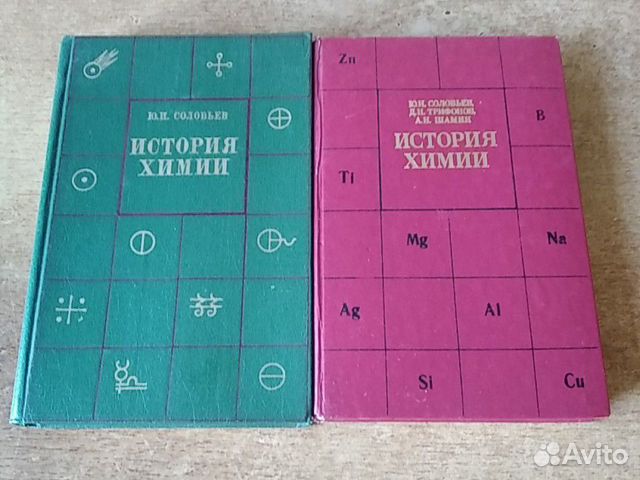 Ю.И. СОЛОВЬЕВ
ИСТОРИЯ
ХИМИИ
Zn
Ю.И. СОЛОВЬЕВ,
Д.Н. ТРИФОНОВ,
А.Н. ШАМИН
ИСТОРИЯ
ХИМИИ
B
Ti
Mg
Na
Ag
Al
Si
Cu
Avito